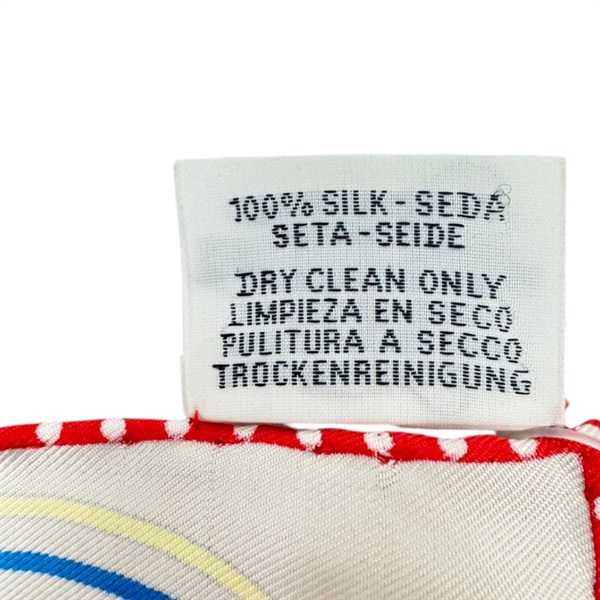 100% SILK - SEDA
SETA - SEIDE
DRY CLEAN ONLY
LIMPIEZA EN SECO
PULITURA A SECCO
TROCKENREINIGUNG